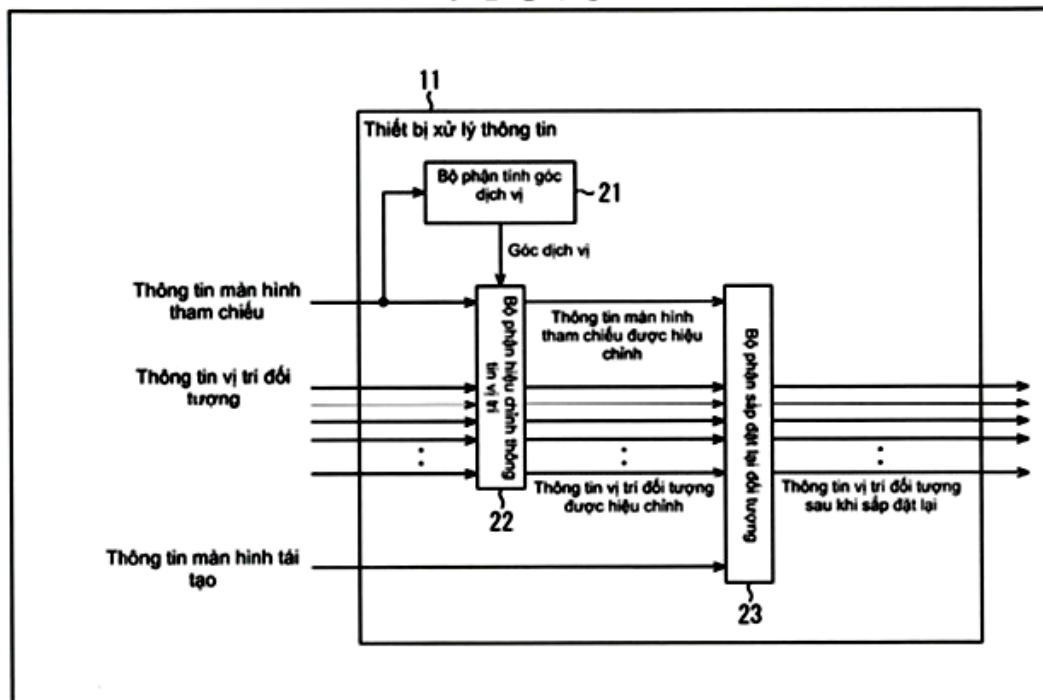 11
Thiết bị xử lý thông tin
Bộ phận tính góc
dịch vị
21
Góc dịch vị
Thông tin màn hình
tham chiếu
Bộ phận hiệu chỉnh thông
tin vị trí
Thông tin màn hình
tham chiếu được hiệu
chỉnh
Bộ phận sắp đặt lại đối tượng
Thông tin vị trí đối
tượng
22
Thông tin vị trí đối tượng
được hiệu chỉnh
Thông tin vị trí đối tượng
sau khi sắp đặt lại
Thông tin màn hình tái
tạo
23